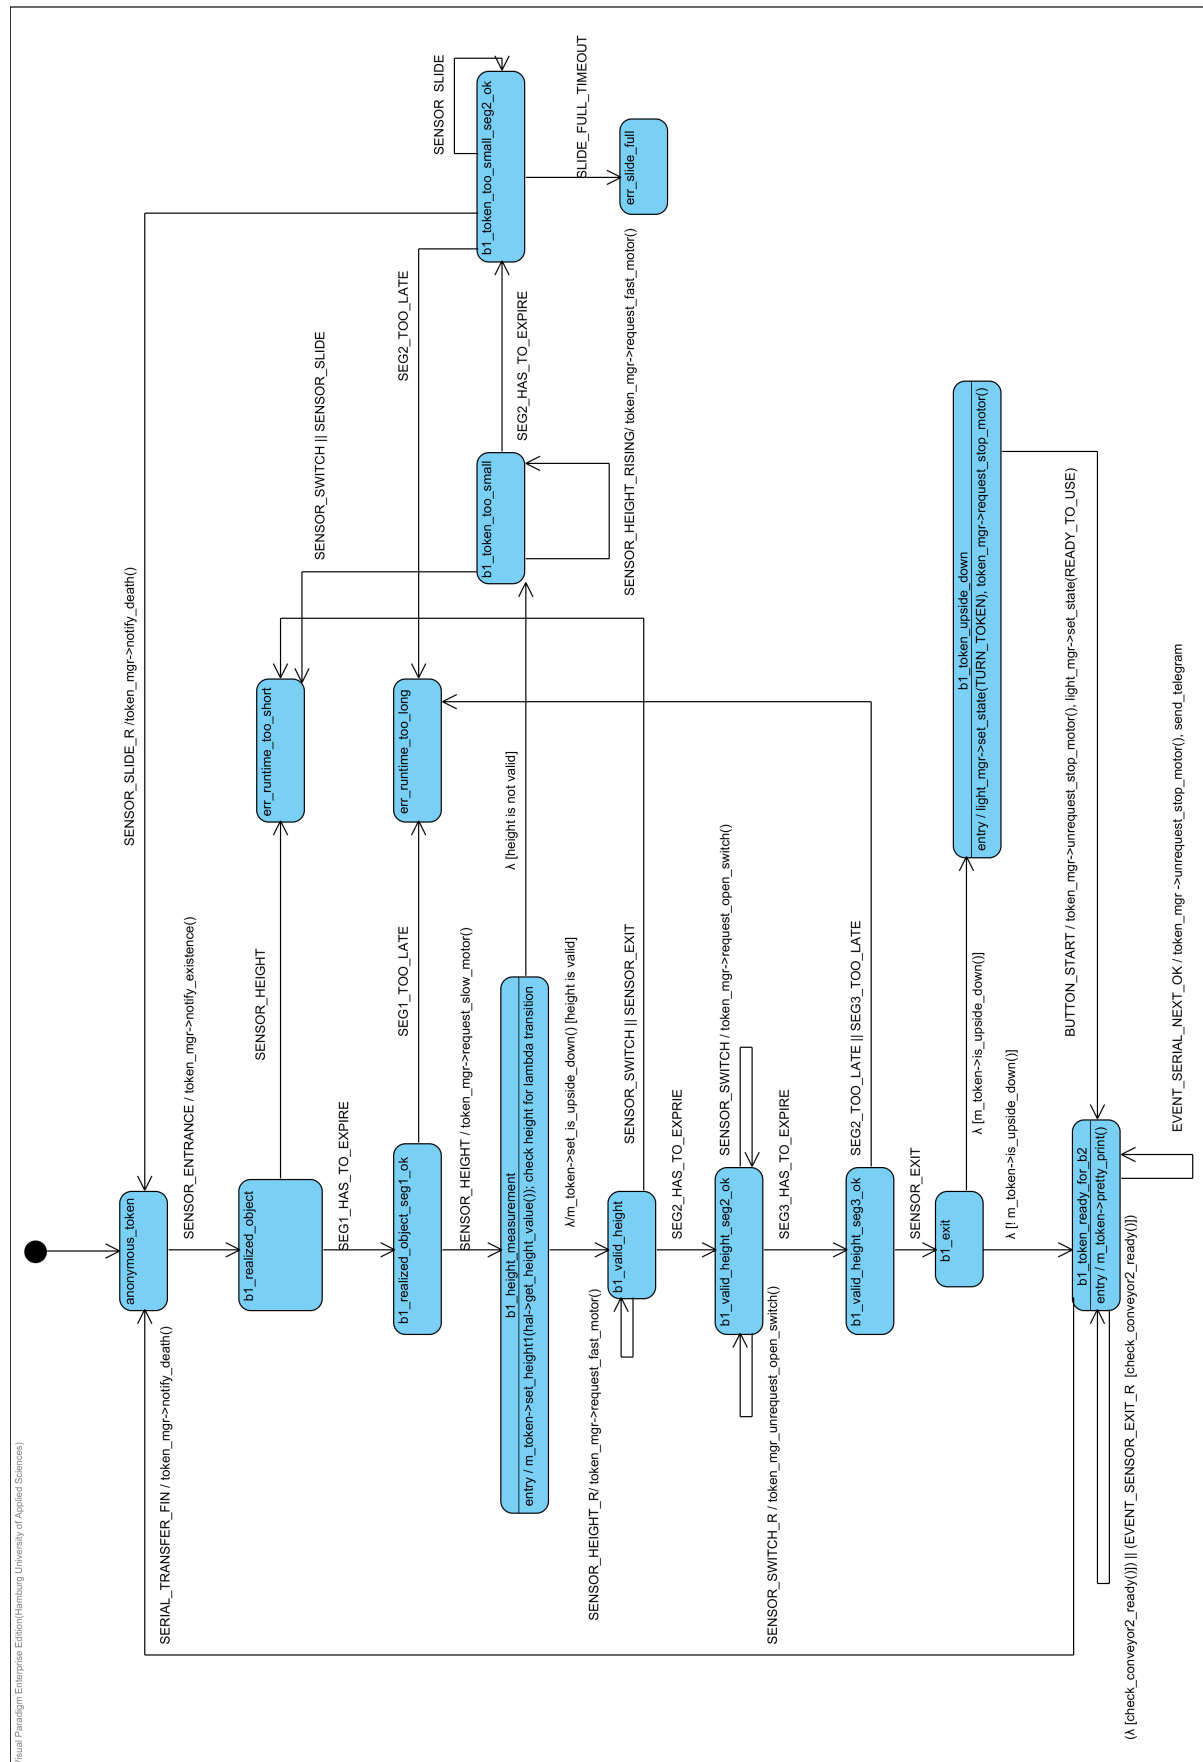 Visual Paradigm Enterprise Edition(Hamburg University of Applied Sciences)
anonymous_token
SENSOR_SLIDE_R /token_mgr->notify_death()
SERIAL_TRANSFER_FIN / token_mgr->notify_death()
SENSOR_ENTRANCE / token_mgr->notify_existence()
b1_realized_object
SENSOR_HEIGHT
err_runtime_too_short
SEG1_HAS_TO_EXPIRE
b1_realized_object_seg1_ok
SEG1_TOO_LATE
err_runtime_too_long
SENSOR_HEIGHT / token_mgr->request_slow_motor()
b1_height_measurement
entry / m_token->set_height1(hal->get_height_value()); check height for lambda transition
λ [height is not valid]
b1_token_too_small
SENSOR_SWITCH || SENSOR_SLIDE
SENSOR_HEIGHT_RISING/ token_mgr->request_fast_motor()
SEG2_HAS_TO_EXPIRE
b1_token_too_small_seg2_ok
SENSOR_SLIDE
SEG2_TOO_LATE
SLIDE_FULL_TIMEOUT
err_slide_full
λ/m_token->set_is_upside_down() [height is valid]
b1_valid_height
SENSOR_HEIGHT_R/ token_mgr->request_fast_motor()
SENSOR_SWITCH || SENSOR_EXIT
SEG2_HAS_TO_EXPRIE
b1_valid_height_seg2_ok
SENSOR_SWITCH / token_mgr->request_open_switch()
SENSOR_SWITCH_R / token_mgr_unrequest_open_switch()
SEG3_HAS_TO_EXPIRE
b1_valid_height_seg3_ok
SEG2_TOO_LATE || SEG3_TOO_LATE
SENSOR_EXIT
b1_exit
λ [m_token->is_upside_down()]
b1_token_upside_down
entry / light_mgr->set_state(TURN_TOKEN), token_mgr->request_stop_motor()
λ [! m_token->is_upside_down()]
BUTTON_START / token_mgr->unrequest_stop_motor(), light_mgr->set_state(READY_TO_USE)
b1_token_ready_for_b2
entry / m_token->pretty_print()
(λ [check_conveyor2_ready()]) || (EVENT_SENSOR_EXIT_R  [check_conveyor2_ready()])
EVENT_SERIAL_NEXT_OK / token_mgr ->unrequest_stop_motor(), send_telegram